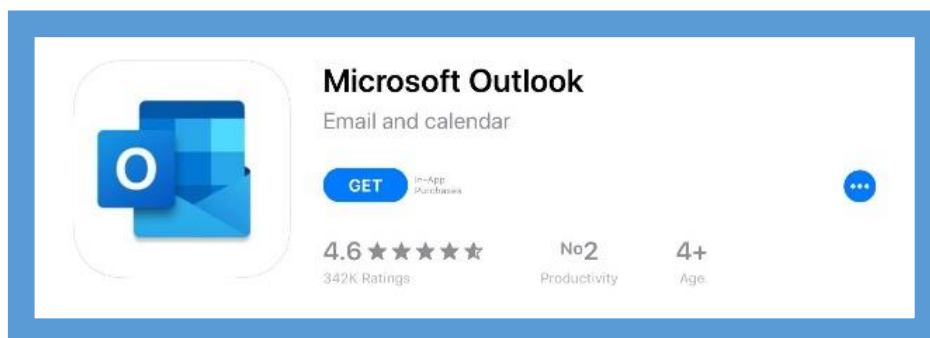 Microsoft Outlook
Email and calendar
O
GET
In-App
Purchases
4.6
No2
4+
342K Ratings
Productivity
Age